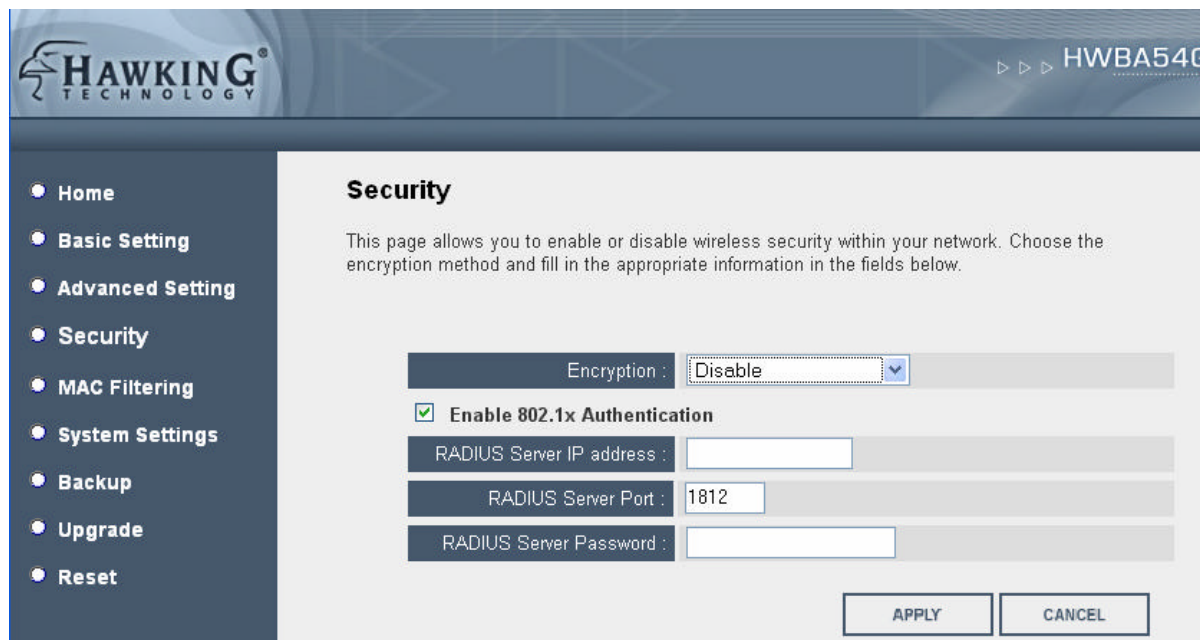 HAWKING®
TECHNOLOGY
HWBA54G
Home
Basic Setting
Advanced Setting
Security
MAC Filtering
System Settings
Backup
Upgrade
Reset
Security
This page allows you to enable or disable wireless security within your network. Choose the
encryption method and fill in the appropriate information in the fields below.
Encryption : Disable
Enable 802.1x Authentication
RADIUS Server IP address :
RADIUS Server Port : 1812
RADIUS Server Password :
APPLY CANCEL